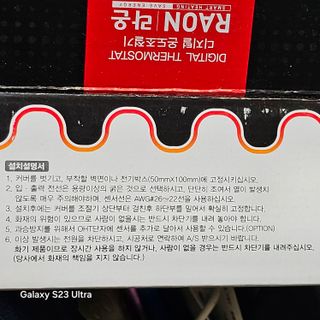 DIGITAL THERMOSTAT
디지털 온도조절기
RAON | 라온
SMART HEATING SAVE ENERGY
설치설명서
1. 커버를 벗기고, 부착할 벽면이나 전기박스(50mmX100mm)에 고정시키십시오.
2. 입·출력 전선은 용량이상의 굵은 것으로 선택하시고, 단단히 조여서 열이 발생치
않도록 매우 주의해야하며, 센서선은 AWG#26~22선을 사용하십시오.
3. 설치후에는 커버를 조절기 상단부터 걸친후 하단부를 밀어서 확실히 고정합니다.
4. 화재의 위험이 있으므로 사람이 없을시는 반드시 차단기를 내려 놓아야 합니다.
5. 과승방지를 위해서 OHT단자에 센서를 추가로 달아서 사용할 수 있습니다.(OPTION)
6. 이상 발생시는 전원을 차단하시고, 시공처로 연락하여 A/S 받으시기 바랍니다.
화기 제품이므로 장시간 사용을 하지 않거나, 사람이 없을 경우는 반드시 차단기를 내려주십시오.
(당사에서 화재의 책임을 지지 않습니다.)
Galaxy S23 Ultra